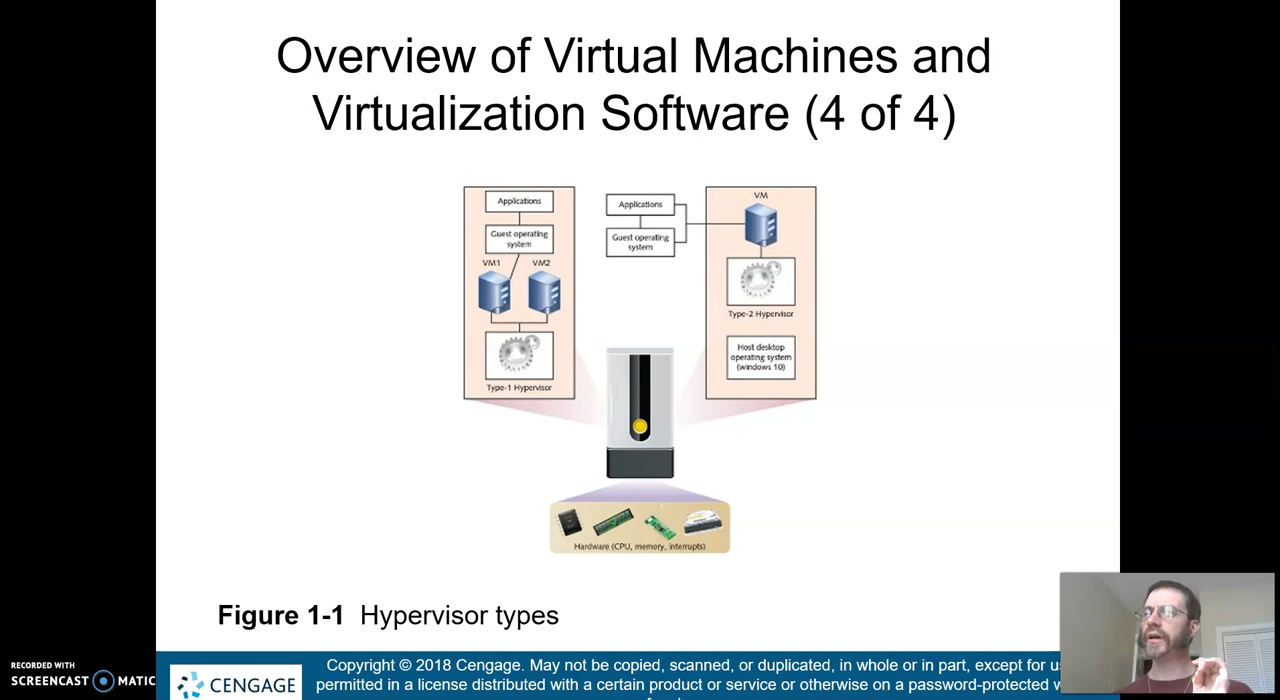 Overview of Virtual Machines and
Virtualization Software (4 of 4)
Applications
Guest operating
system
VM1 VM2
Type-1 Hypervisor
Applications
Guest operating
system
VM
Type-2 Hypervisor
Host desktop
operating system
(windows 10)
Hardware (CPU, memory, interrupts)
Figure 1-1 Hypervisor types
RECORDED WITH
SCREENCAST MATIC
CENGAGE
Copyright © 2018 Cengage. May not be copied, scanned, or duplicated, in whole or in part, except for
permitted in a license distributed with a certain product or service or otherwise on a password-protected